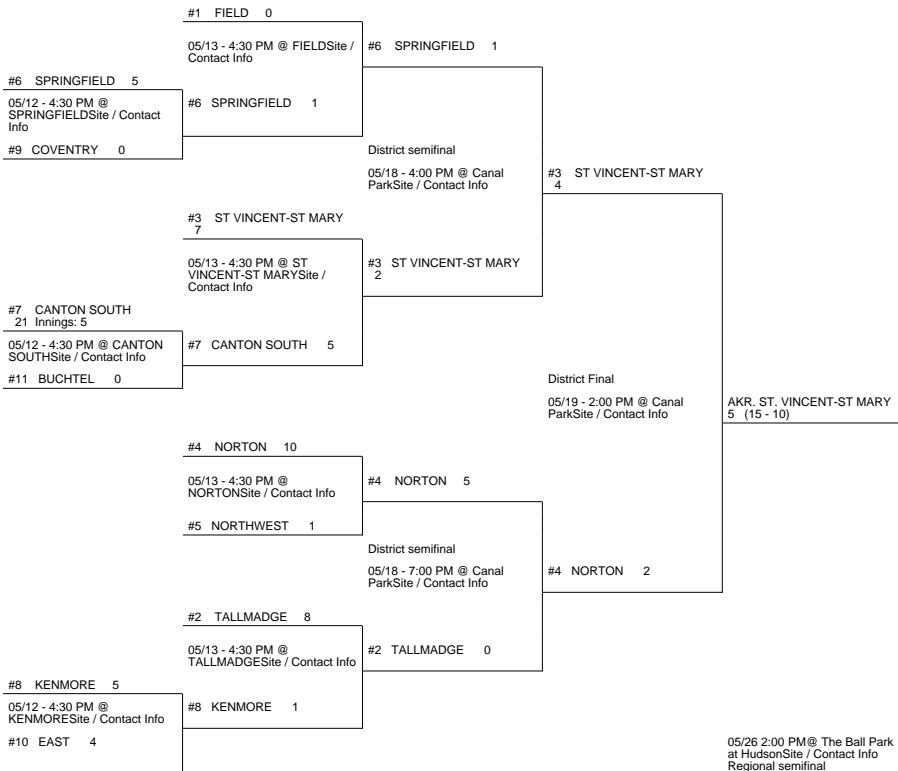 #1 FIELD 0
05/13 - 4:30 PM @ FIELDSite /
Contact Info
#6 SPRINGFIELD 1
#6 SPRINGFIELD 5
05/12 - 4:30 PM @
SPRINGFIELDSite / Contact
Info
#6 SPRINGFIELD 1
#9 COVENTRY 0
District semifinal
05/18 - 4:00 PM @ Canal
ParkSite / Contact Info
#3 ST VINCENT-ST MARY
4
#3 ST VINCENT-ST MARY
7
05/13 - 4:30 PM @ ST
VINCENT-ST MARYSite /
Contact Info
#3 ST VINCENT-ST MARY
2
#7 CANTON SOUTH
21 Innings: 5
05/12 - 4:30 PM @ CANTON
SOUTHSite / Contact Info
#7 CANTON SOUTH 5
#11 BUCHTEL 0
District Final
05/19 - 2:00 PM @ Canal
ParkSite / Contact Info
AKR. ST. VINCENT-ST MARY
5 (15 - 10)
#4 NORTON 10
05/13 - 4:30 PM @
NORTONSite / Contact Info
#4 NORTON 5
#5 NORTHWEST 1
District semifinal
05/18 - 7:00 PM @ Canal
ParkSite / Contact Info
#4 NORTON 2
#2 TALLMADGE 8
05/13 - 4:30 PM @
TALLMADGESite / Contact Info
#2 TALLMADGE 0
#8 KENMORE 5
05/12 - 4:30 PM @
KENMORESite / Contact Info
#8 KENMORE 1
#10 EAST 4
05/26 2:00 PM@ The Ball Park
at HudsonSite / Contact Info
Regional semifinal